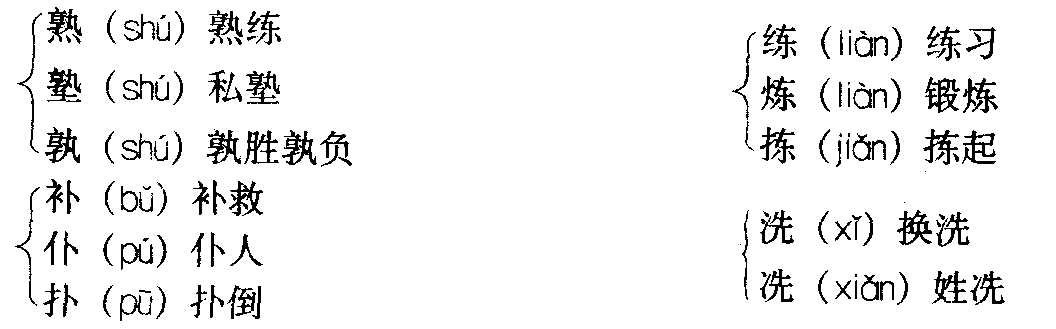 熟（shú）熟练
塾（shú）私塾
孰（shú）孰胜孰负
补（bǔ）补救
仆（pú）仆人
扑（pū）扑倒
练（liàn）练习
炼（liàn）锻炼
拣（jiǎn）拣起
洗（xǐ）换洗
冼（xiǎn）姓冼